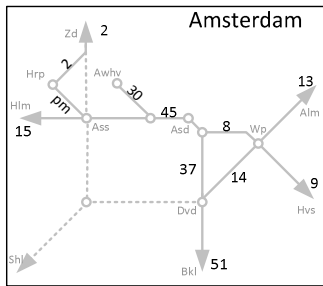 Amsterdam
Zd
2
Hrp
2
Awhv
30
13
Hlm
pm
45
Alm
15
Ass
Asd
8
Wp
37
14
9
Hvs
Dvd
Shl
Bkl
51